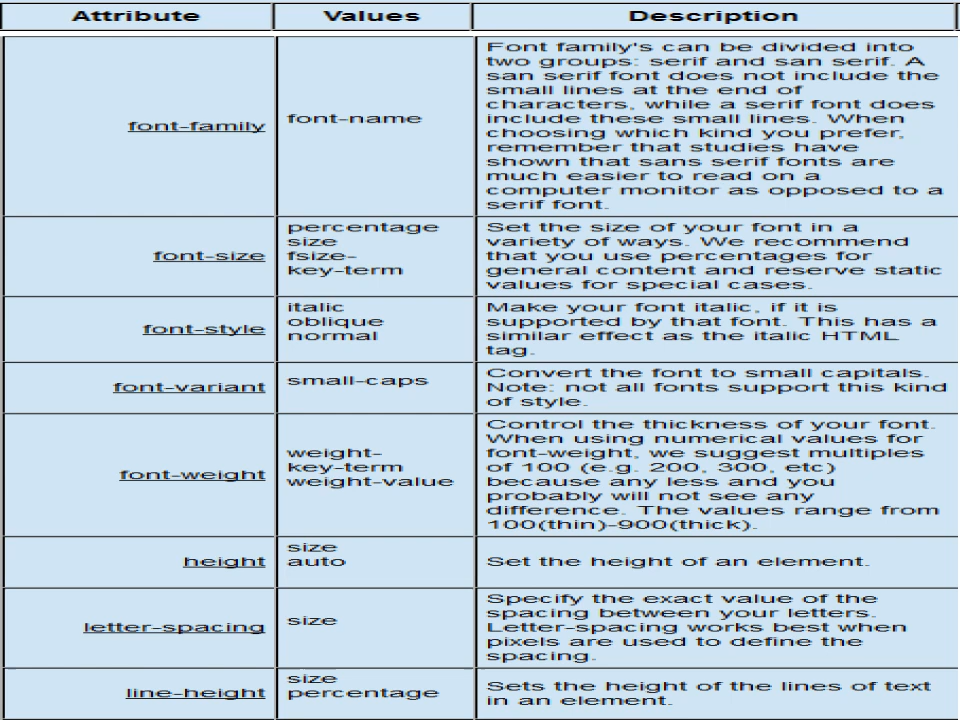 Attribute Values Description
font-family
font-name
Font family's can be divided into
two groups: serif and san serif. A
san serif font does not include the
small lines at the end of
characters, while a serif font does
include these small lines. When
choosing which kind you prefer,
remember that studies have
shown that sans serif fonts are
much easier to read on a
computer monitor as opposed to a
serif font.
font-size
percentage
size
fsize-
key-term
Set the size of your font in a
variety of ways. We recommend
that you use percentages for
general content and reserve static
values for special cases.
font-style
italic
oblique
normal
Make your font italic, if it is
supported by that font. This has a
similar effect as the italic HTML
tag.
font-variant
small-caps
Convert the font to small capitals.
Note: not all fonts support this kind
of style.
font-weight
weight-
key-term
weight-value
Control the thickness of your font.
When using numerical values for
font-weight, we suggest multiples
of 100 (e.g. 200, 300, etc)
because any less and you
probably will not see any
difference. The values range from
100(thin)-900(thick).
height
size
auto
Set the height of an element.
letter-spacing
size
Specify the exact value of the
spacing between your letters.
Letter-spacing works best when
pixels are used to define the
spacing.
line-height
size
percentage
Sets the height of the lines of text
in an element.